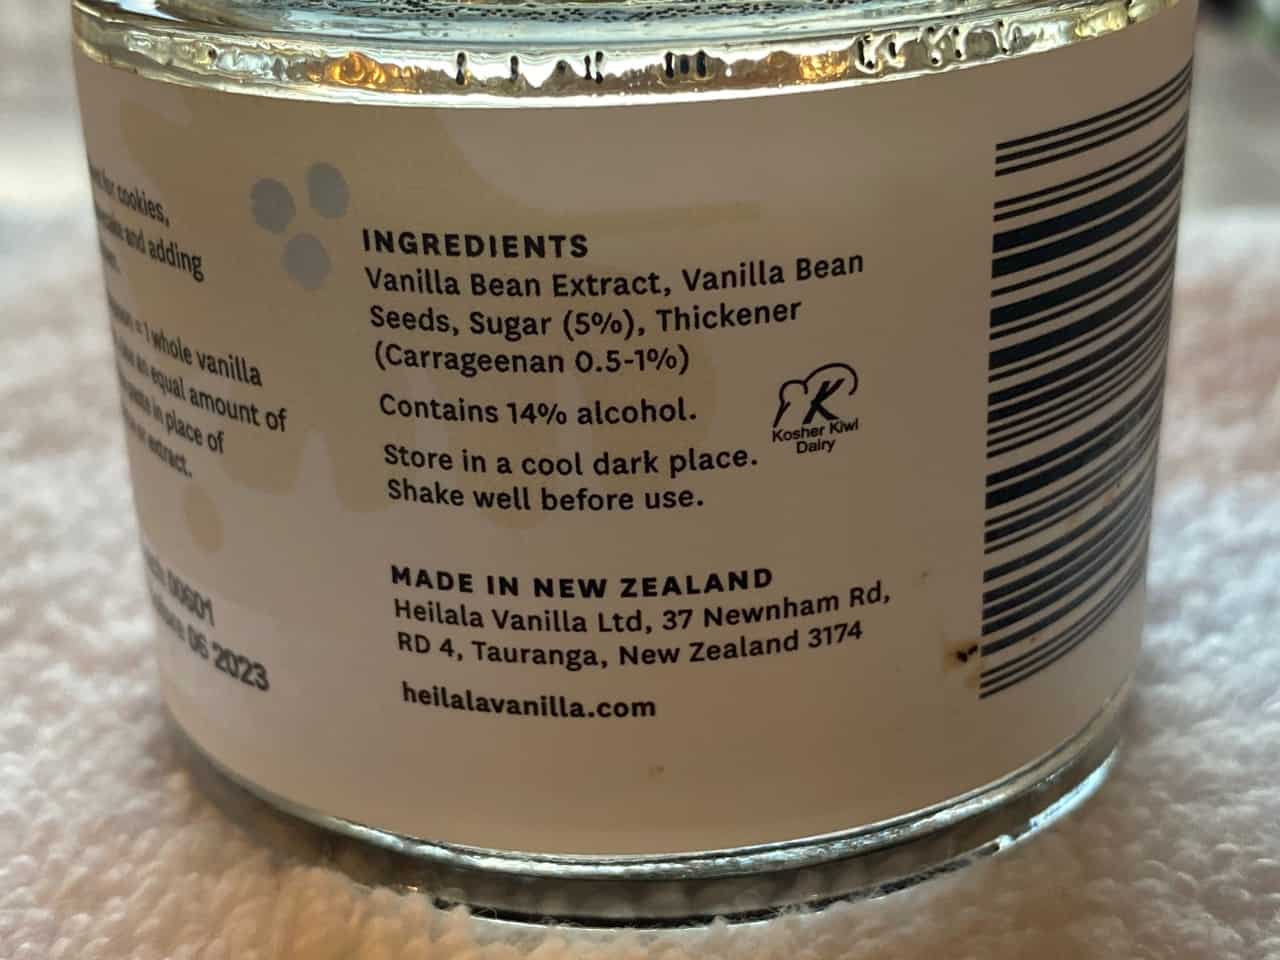 for cookies,
and adding
= 1 whole vanilla
an equal amount of
in place of
extract.
00601
06 2023
INGREDIENTS
Vanilla Bean Extract, Vanilla Bean
Seeds, Sugar (5%), Thickener
(Carrageenan 0.5-1%)
Contains 14% alcohol.
Store in a cool dark place.
Shake well before use.
K
Kosher Kiwi
Dairy
MADE IN NEW ZEALAND
Heilala Vanilla Ltd, 37 Newnham Rd,
RD 4, Tauranga, New Zealand 3174
heilalavanilla.com